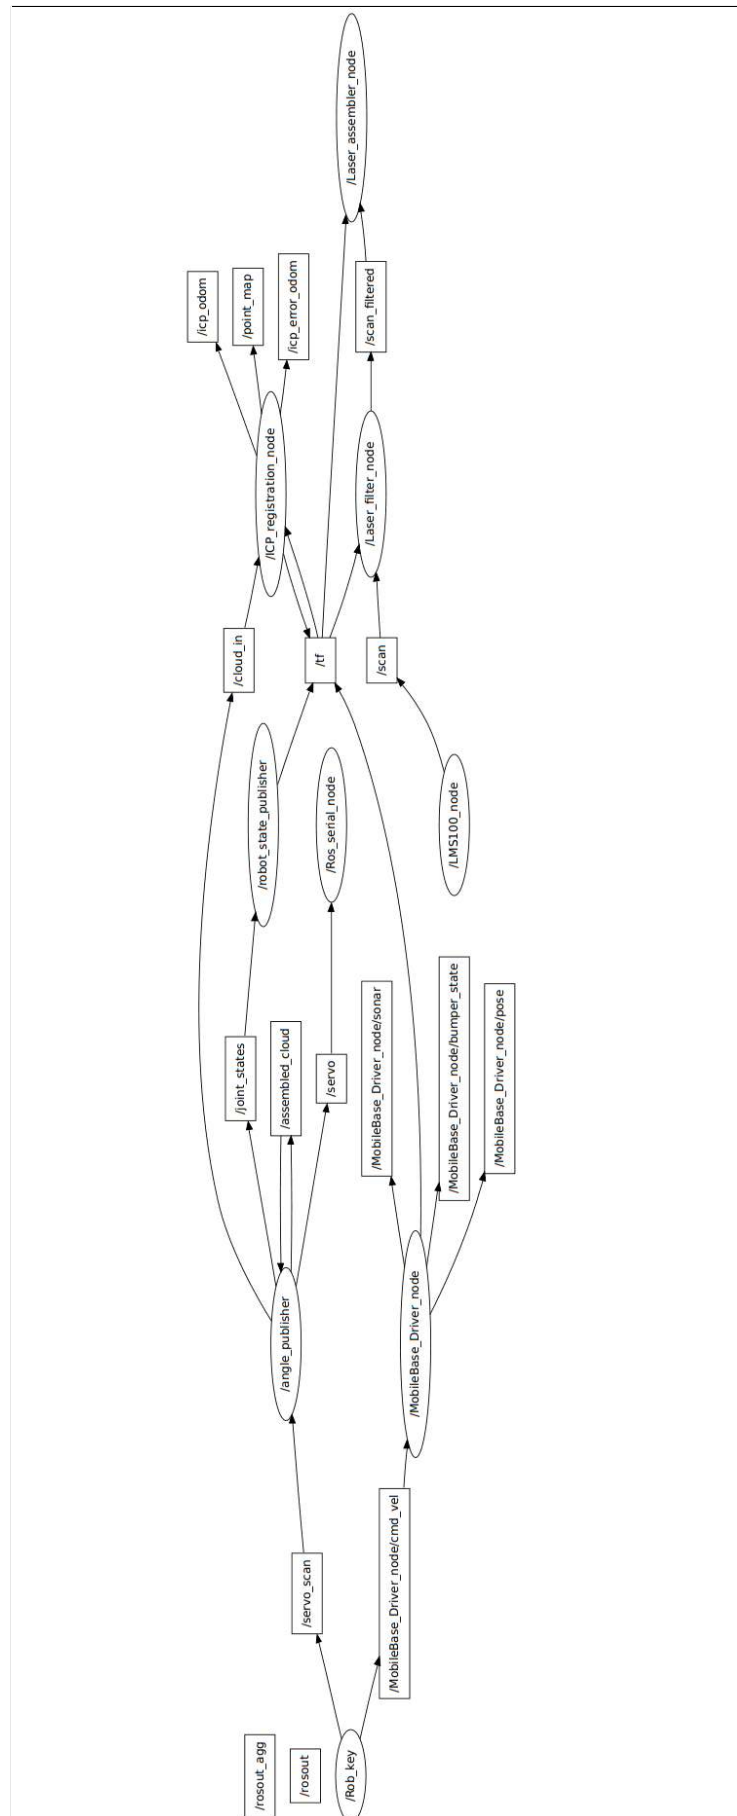 /rosout_agg
/rosout
/Rob_key
/servo_scan
/MobileBase_Driver_node/cmd_vel
/angle_publisher
/MobileBase_Driver_node
/joint_states
/assembled_cloud
/servo
/MobileBase_Driver_node/sonar
/MobileBase_Driver_node/bumper_state
/MobileBase_Driver_node/pose
/robot_state_publisher
/Ros_serial_node
/LMS100_node
/cloud_in
/tf
/scan
/ICP_registration_node
/Laser_filter_node
/icp_odom
/point_map
/icp_error_odom
/scan_filtered
/Laser_assembler_node